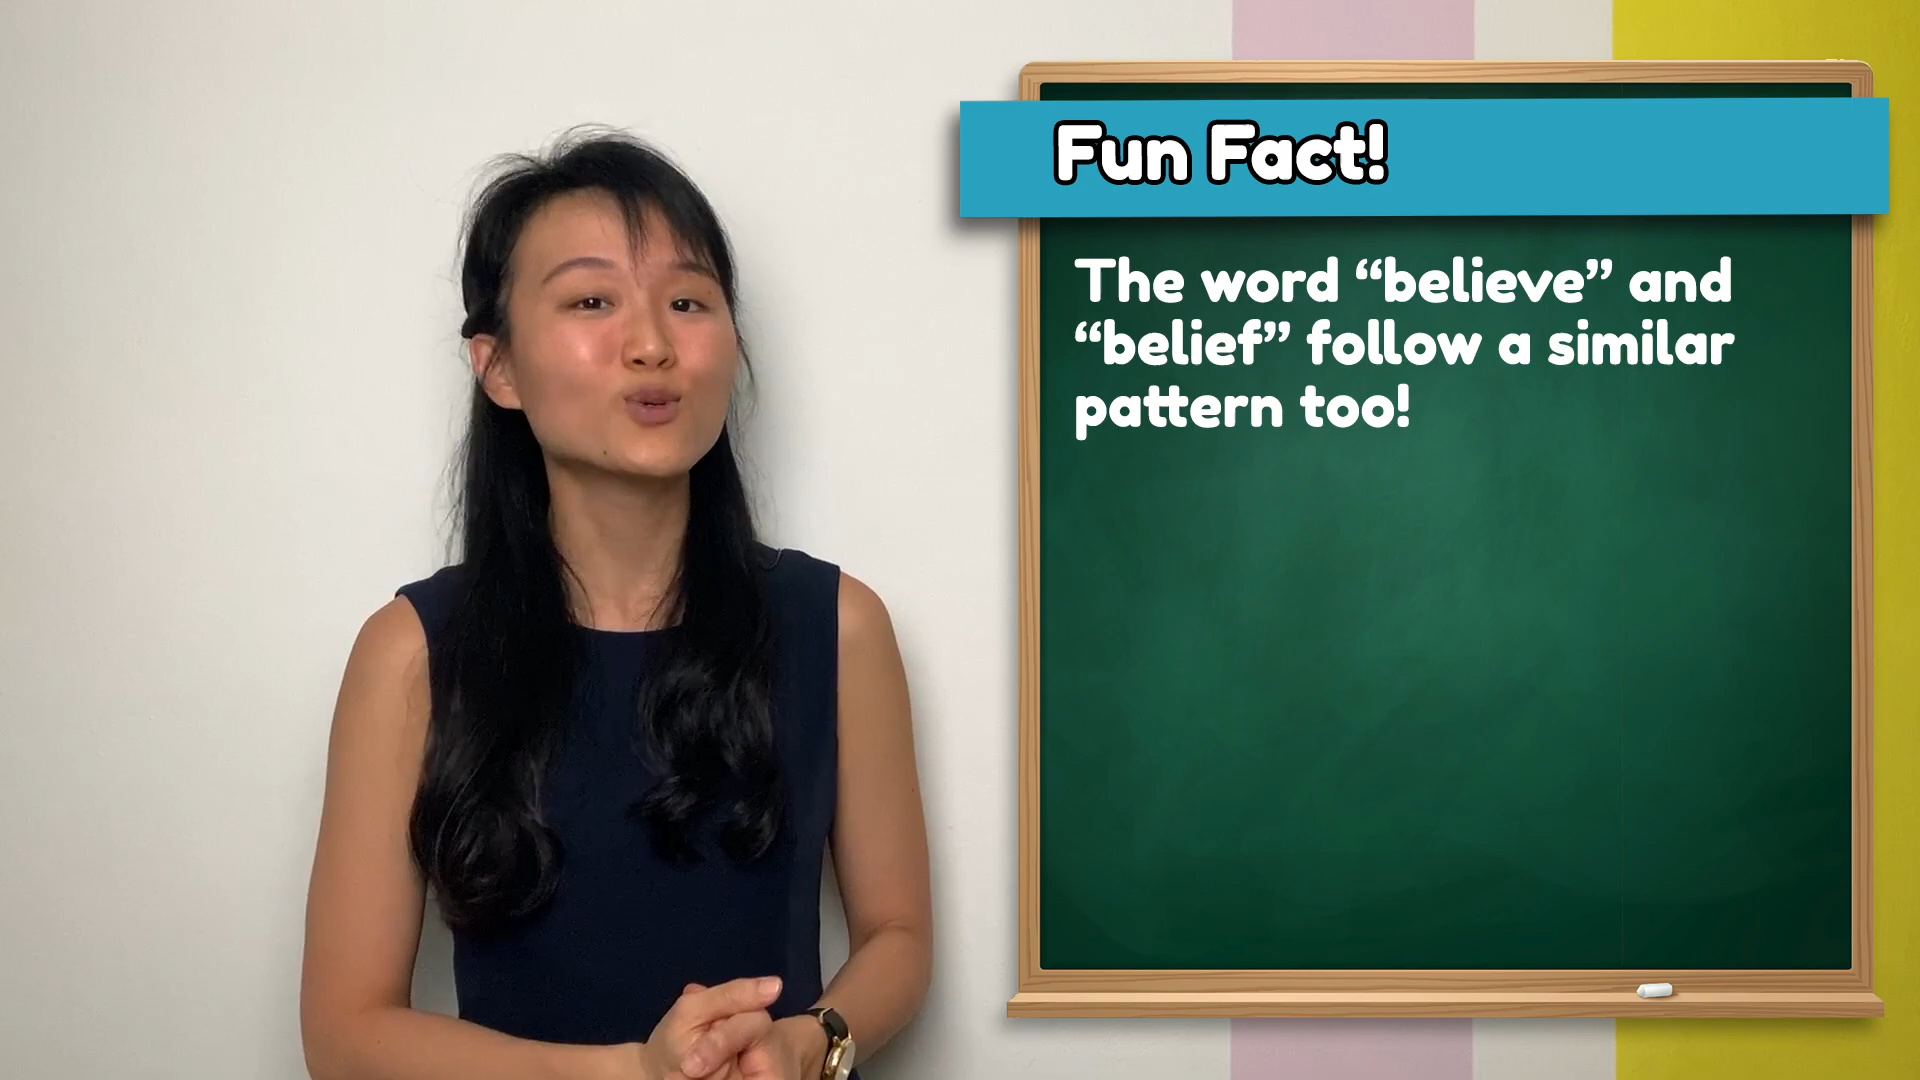 Fun Fact!
The word “believe” and
“belief” follow a similar
pattern too!